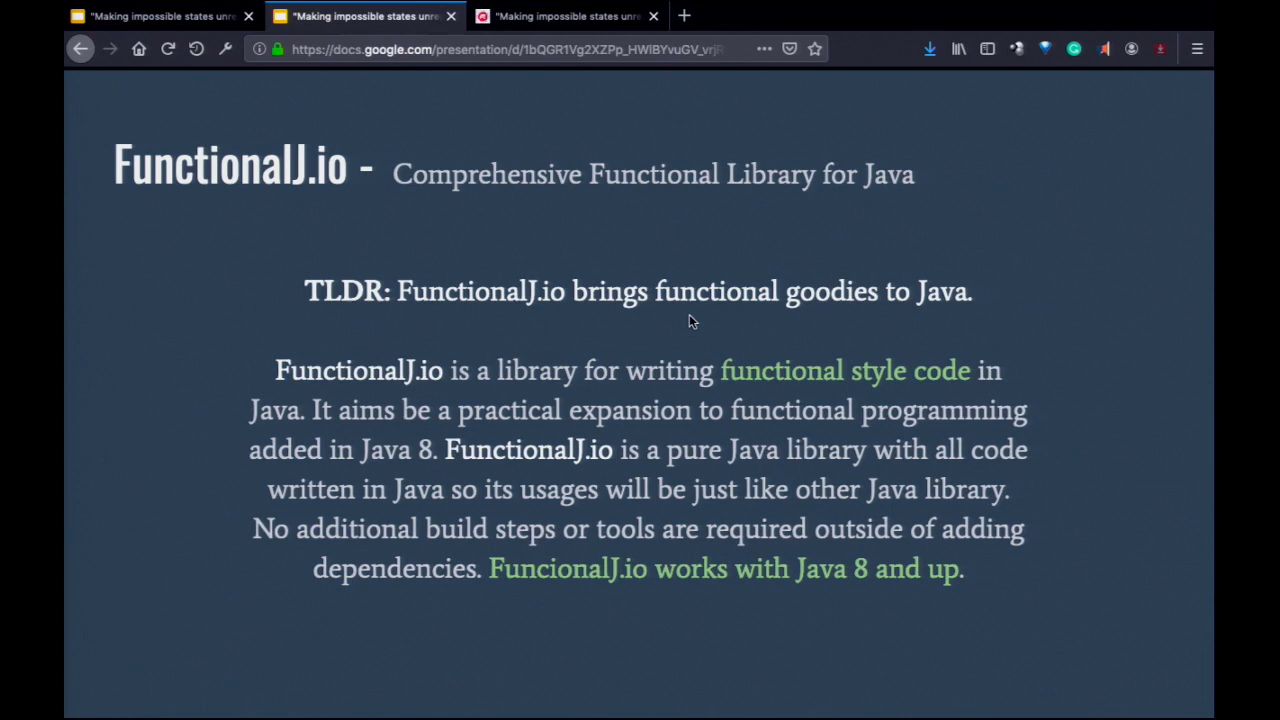 "Making impossible states unre
"Making impossible states unre
"Making impossible states unre
https://docs.google.com/presentation/d/1bQGR1Vg2XZPp_HWlBYvuGV_vrj
FunctionalJ.io - Comprehensive Functional Library for Java
TLDR: FunctionalJ.io brings functional goodies to Java.
FunctionalJ.io is a library for writing functional style code in
Java. It aims be a practical expansion to functional programming
added in Java 8. FunctionalJ.io is a pure Java library with all code
written in Java so its usages will be just like other Java library.
No additional build steps or tools are required outside of adding
dependencies. FuncionalJ.io works with Java 8 and up.